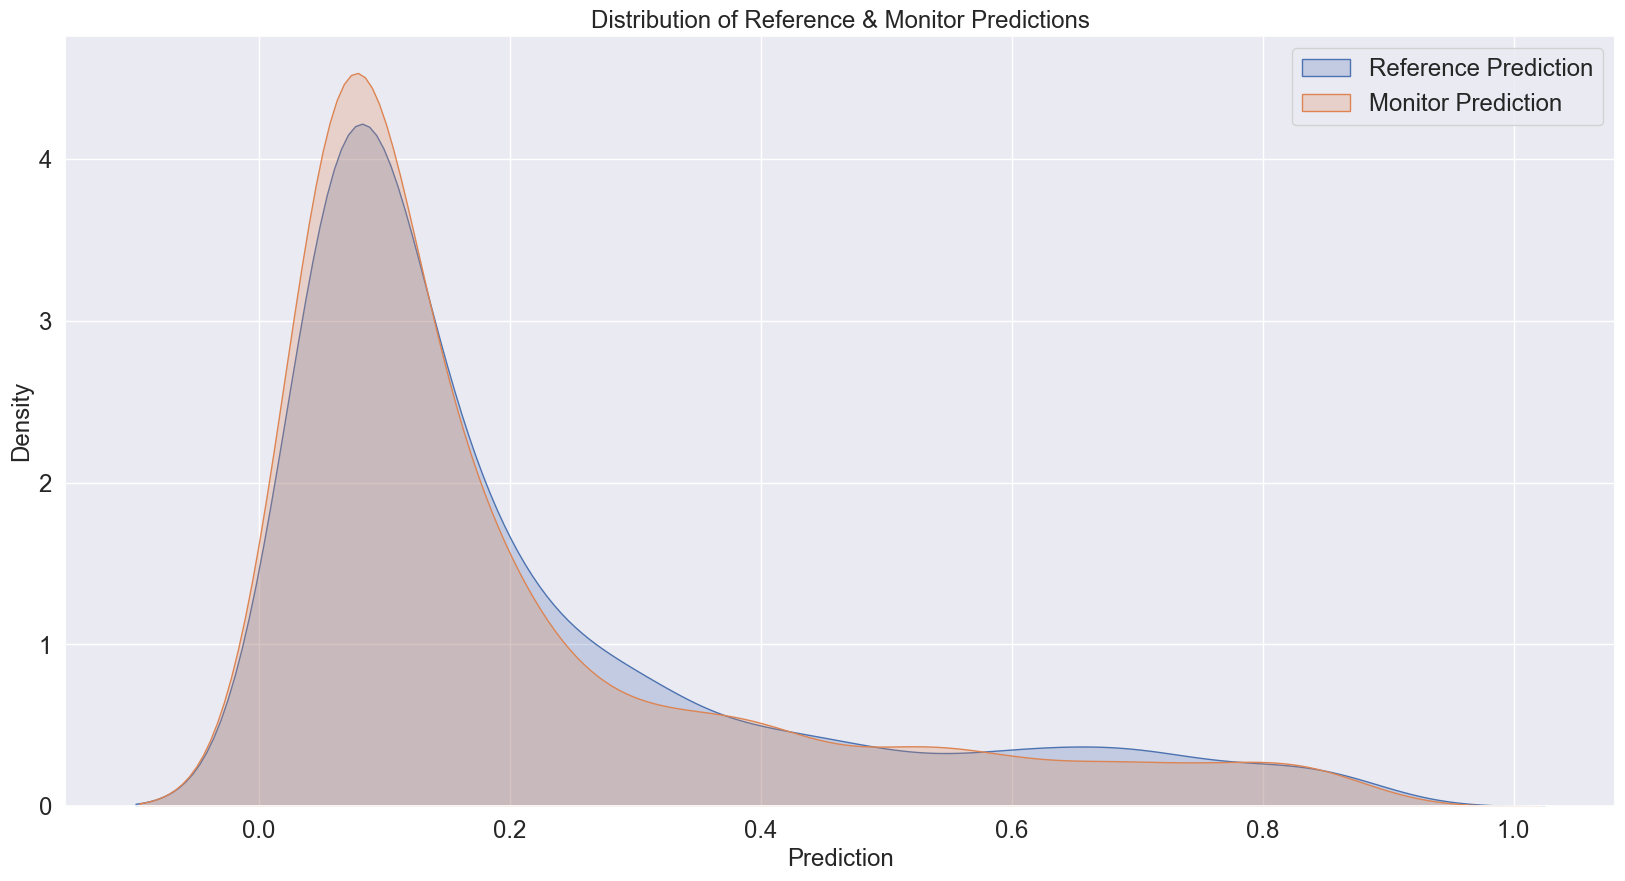 Distribution of Reference & Monitor Predictions
Reference Prediction
Monitor Prediction
Density
4
3
2
1
0
0.0 0.2 0.4 0.6 0.8 1.0
Prediction